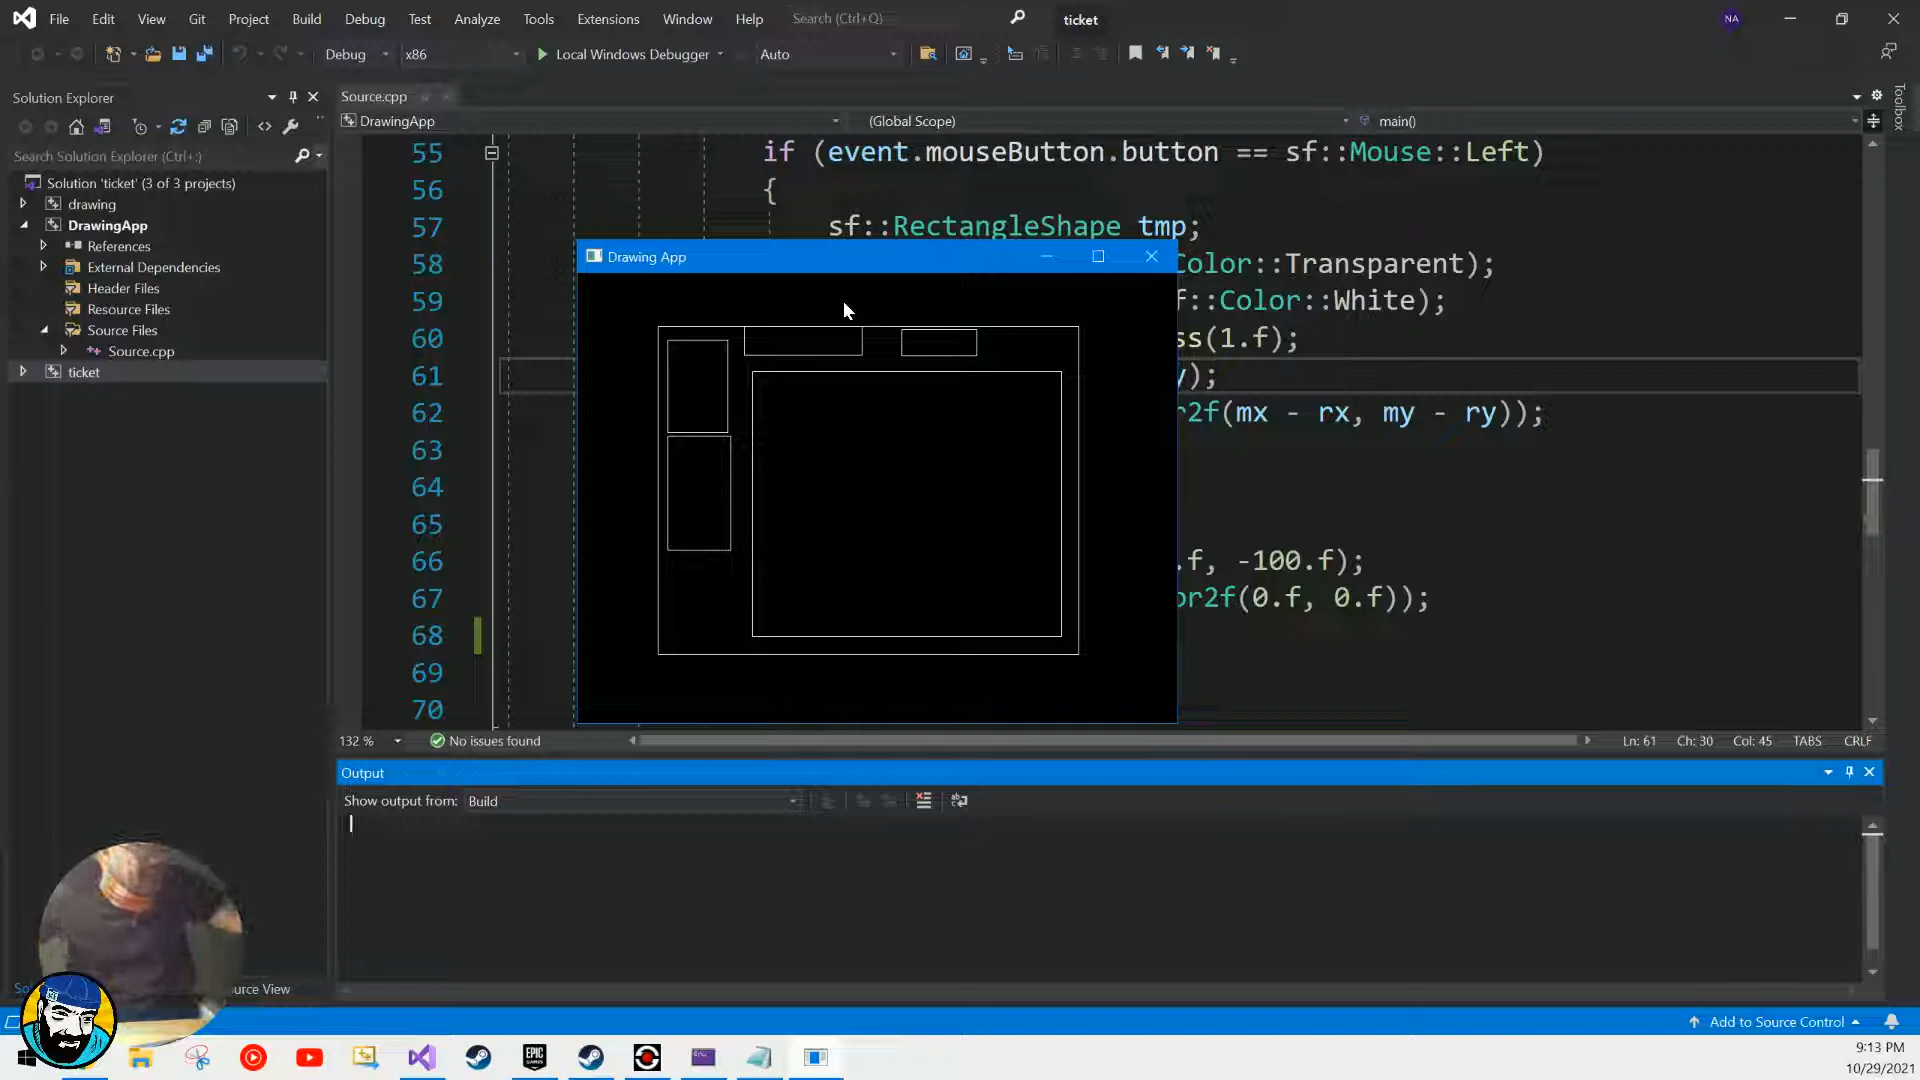 File Edit View Git Project Build Debug Test Analyze Tools Extensions Window Help Search (Ctrl+Q) ticket NA
Debug x86 Local Windows Debugger Auto
Solution Explorer
Search Solution Explorer (Ctrl+;)
Solution 'ticket' (3 of 3 projects)
drawing
DrawingApp
References
External Dependencies
Header Files
Resource Files
Source Files
Source.cpp
ticket
Source.cpp
DrawingApp (Global Scope) main()
55 if (event.mouseButton.button == sf::Mouse::Left)
56 {
57 sf::RectangleShape tmp;
58 Color::Transparent);
59 f::Color::White);
60 ss(1.f);
61 y);
62 r2f(mx - rx, my - ry));
63
64
65
66 .f, -100.f);
67 or2f(0.f, 0.f));
68
69
70
Drawing App
132 % No issues found Ln: 61 Ch: 30 Col: 45 TABS CRLF
Output
Show output from: Build
urce View
Toolbox
Add to Source Control
EPIC GAMES
9:13 PM
10/29/2021